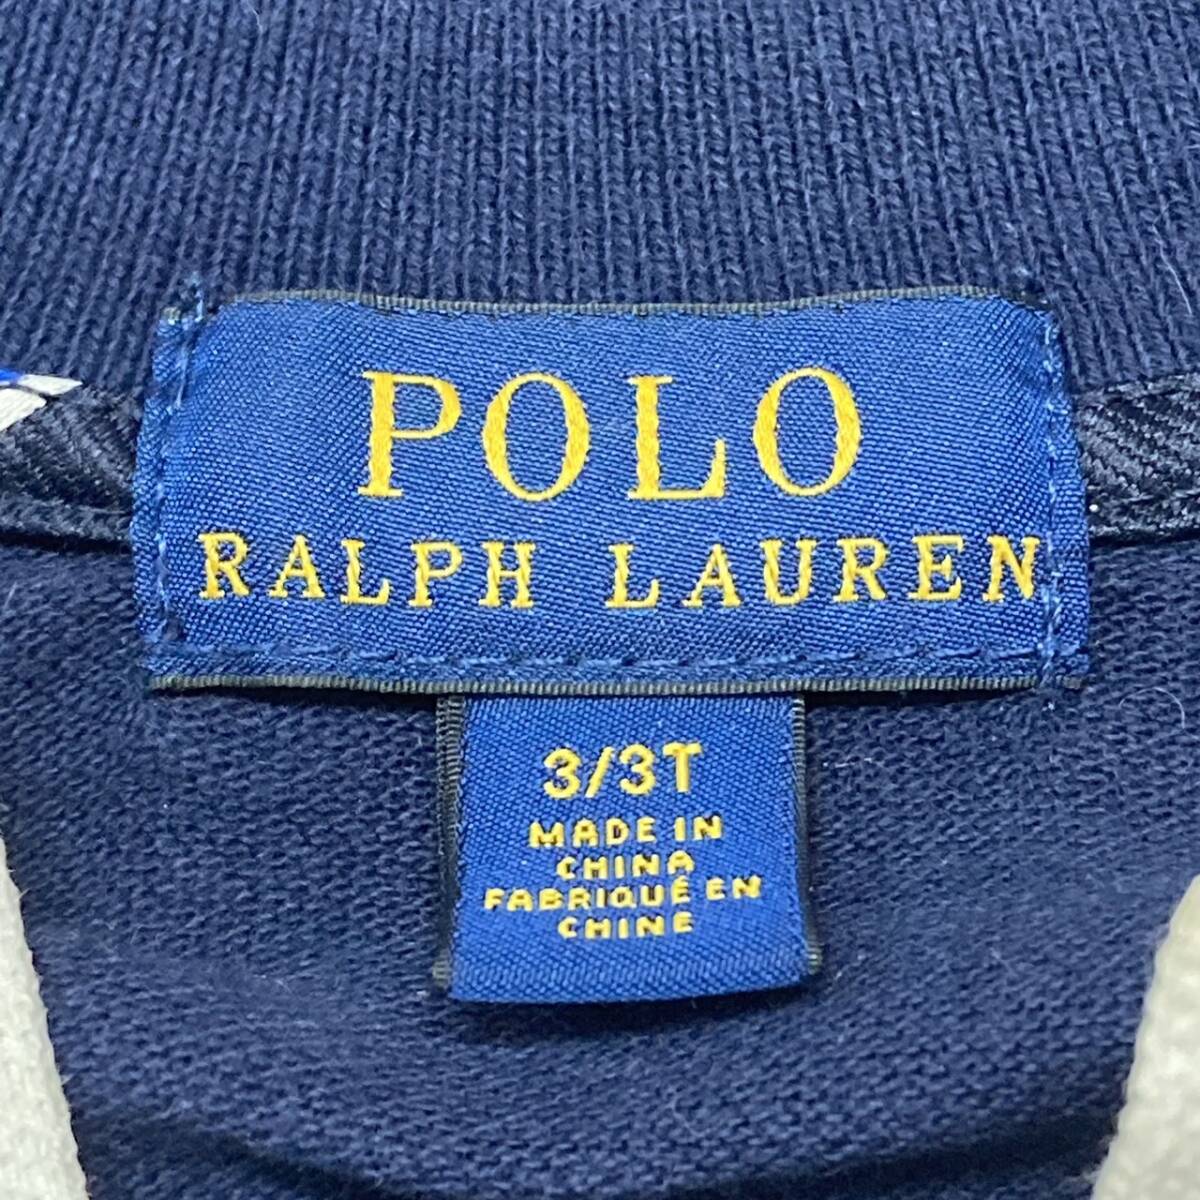 POLO
RALPH LAUREN
3/3T
MADE IN
CHINA
FABRIQUÉ EN
CHINE